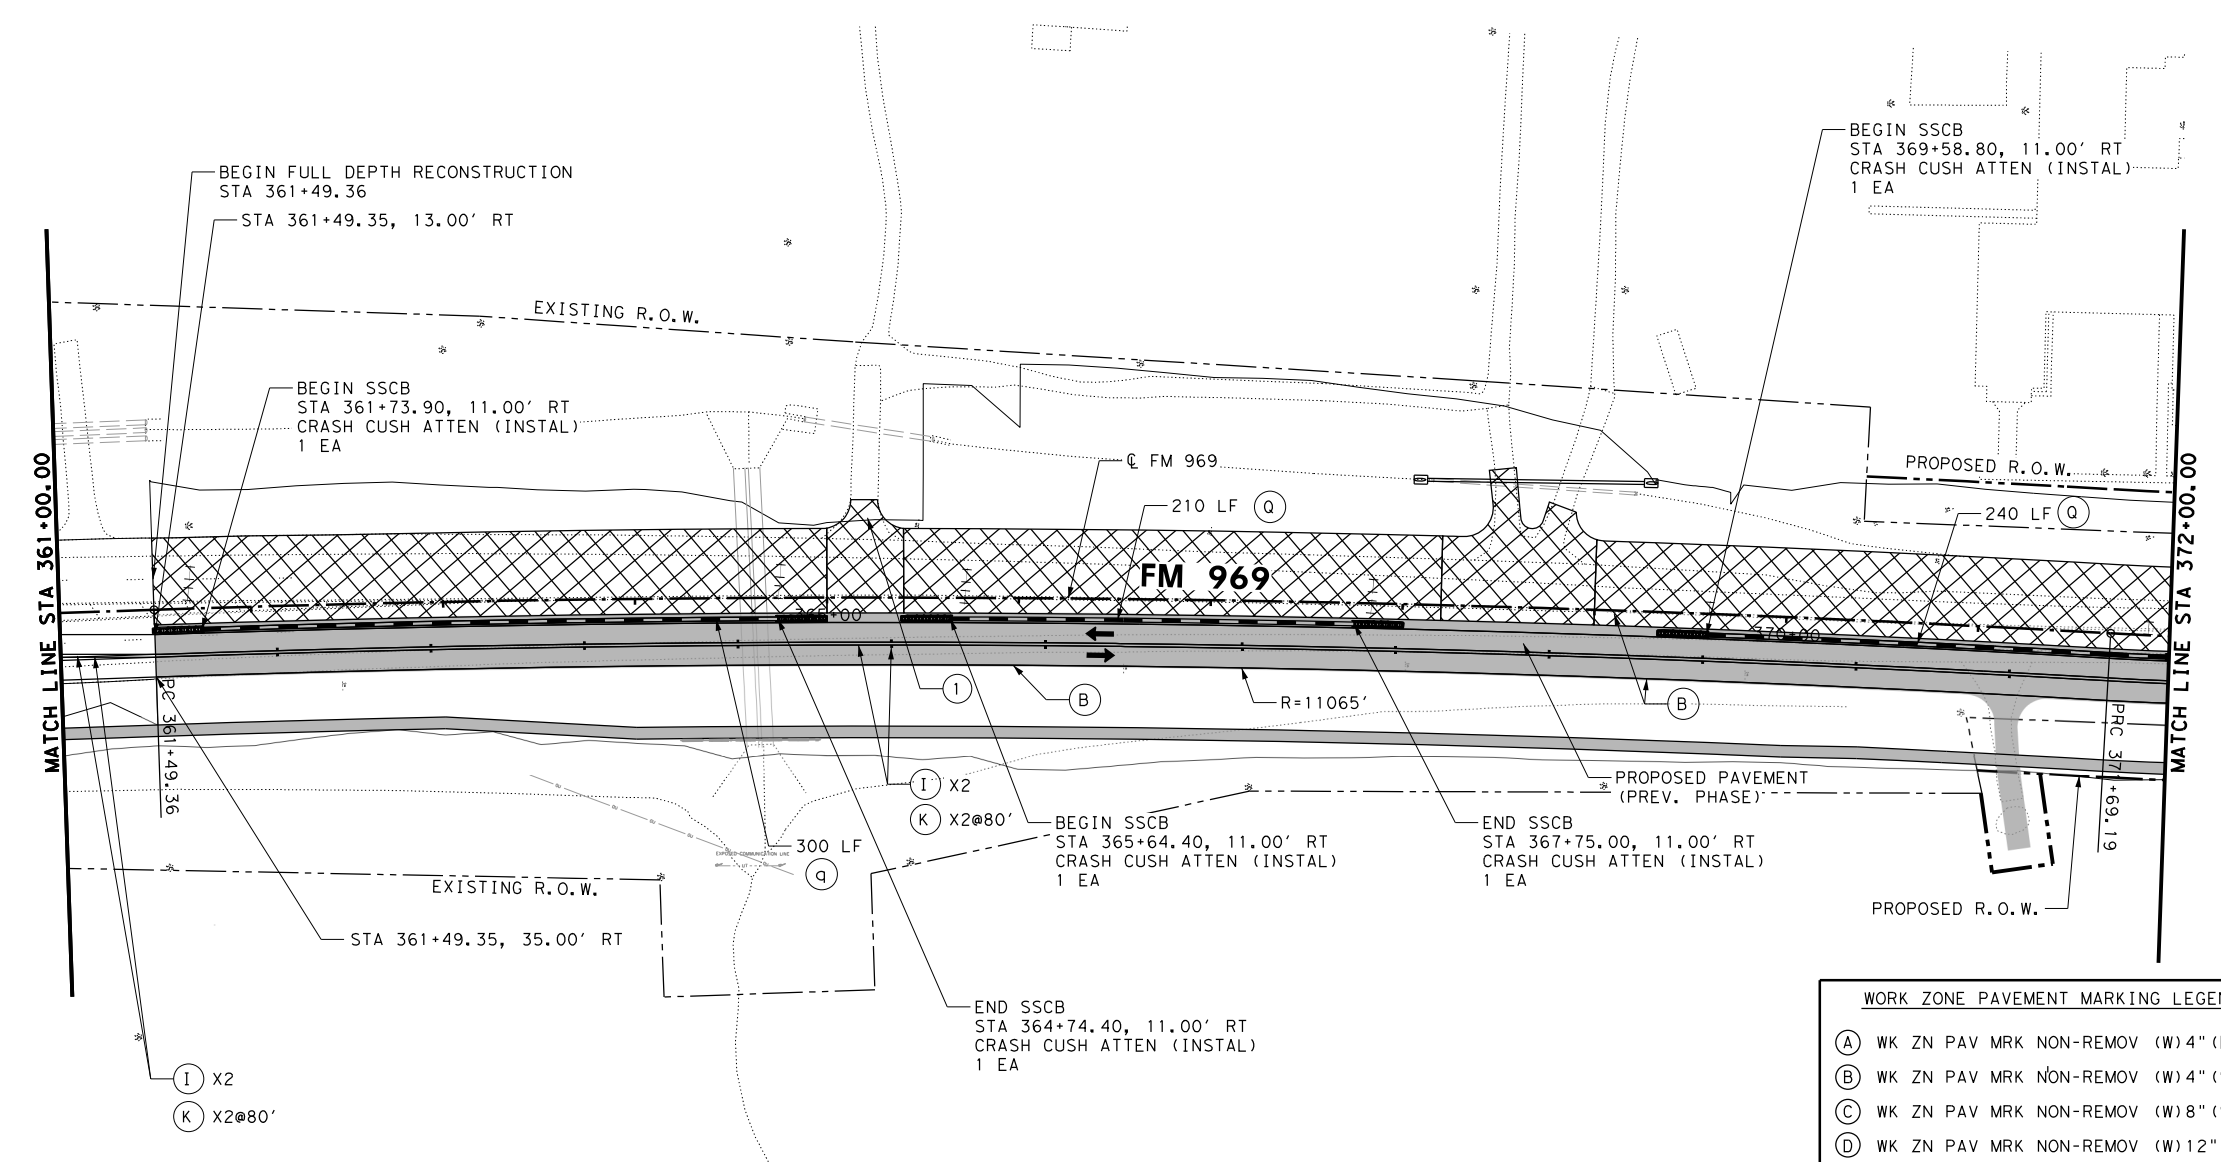 BEGIN FULL DEPTH RECONSTRUCTION
STA 361+49.36
STA 361+49.35, 13.00' RT
BEGIN SSCB
STA 369+58.80, 11.00' RT
CRASH CUSH ATTEN (INSTAL)
1 EA
EXISTING R.O.W.
BEGIN SSCB
STA 361+73.90, 11.00' RT
CRASH CUSH ATTEN (INSTAL)
1 EA
℄ FM 969
PROPOSED R.O.W.
210 LF Q
240 LF Q
MATCH LINE STA 361+00.00
MATCH LINE STA 372+00.00
FM 969
365+00
370+00
1
B
R=11065'
B
PC 361+49.36
PRC 371+69.19
I X2
K X2@80'
PROPOSED PAVEMENT
(PREV. PHASE)
BEGIN SSCB
STA 365+64.40, 11.00' RT
CRASH CUSH ATTEN (INSTAL)
1 EA
END SSCB
STA 367+75.00, 11.00' RT
CRASH CUSH ATTEN (INSTAL)
1 EA
300 LF
q
EXPOSED COMMUNICATION LINE
EXISTING R.O.W.
PROPOSED R.O.W.
STA 361+49.35, 35.00' RT
END SSCB
STA 364+74.40, 11.00' RT
CRASH CUSH ATTEN (INSTAL)
1 EA
I X2
K X2@80'
WORK ZONE PAVEMENT MARKING LEGEN
A WK ZN PAV MRK NON-REMOV (W)4"(
B WK ZN PAV MRK NON-REMOV (W)4"(
C WK ZN PAV MRK NON-REMOV (W)8"(
D WK ZN PAV MRK NON-REMOV (W)12"